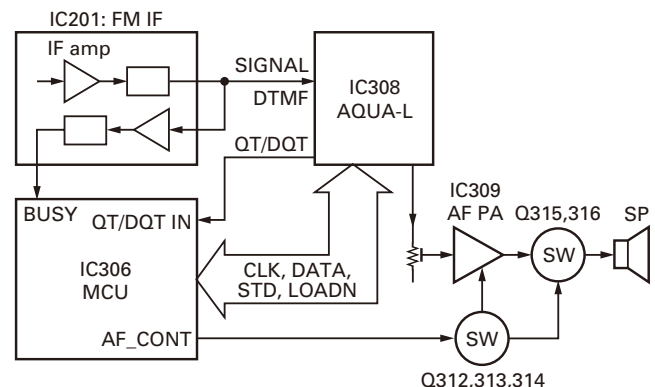 IC201: FM IF
IF amp
SIGNAL
DTMF
IC308
AQUA-L
QT/DQT
BUSY
QT/DQT IN
IC306
MCU
AF_CONT
CLK, DATA,
STD, LOADN
IC309
AF PA
Q315,316
SW
SP
SW
Q312,313,314